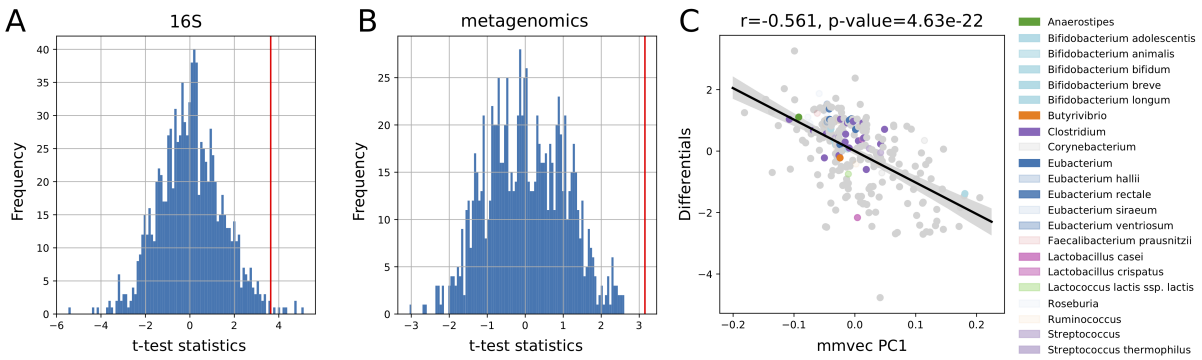 A
16S
Frequency
40
35
30
25
20
15
10
5
0
−6
−4
−2
0
2
4
t-test statistics
B
metagenomics
Frequency
25
20
15
10
5
0
−3
−2
−1
0
1
2
3
t-test statistics
C
r=-0.561, p-value=4.63e-22
Differentials
2
0
−2
−4
−0.2
−0.1
0.0
0.1
0.2
mmvec PC1
Anaerostipes
Bifidobacterium adolescentis
Bifidobacterium animalis
Bifidobacterium bifidum
Bifidobacterium breve
Bifidobacterium longum
Butyrivibrio
Clostridium
Corynebacterium
Eubacterium
Eubacterium hallii
Eubacterium rectale
Eubacterium siraeum
Eubacterium ventriosum
Faecalibacterium prausnitzii
Lactobacillus casei
Lactobacillus crispatus
Lactococcus lactis ssp. lactis
Roseburia
Ruminococcus
Streptococcus
Streptococcus thermophilus